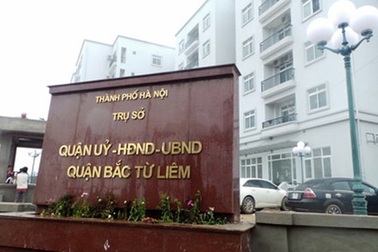 THÀNH PHỐ HÀ NỘI
TRỤ SỞ
QUẬN UỶ-HĐND-UBND
QUẬN BẮC TỪ LIÊM